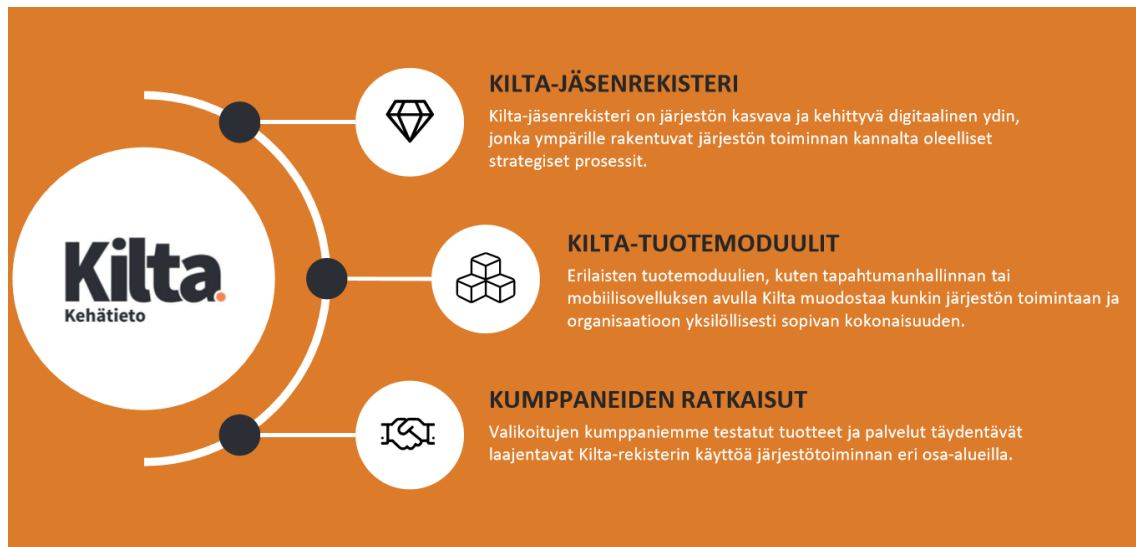 Kilta.
Kehätieto
KILTA-JÄSENREKISTERI
Kilta-jäsenrekisteri on järjestön kasvava ja kehittyvä digitaalinen ydin,
jonka ympärille rakentuvat järjestön toiminnan kannalta oleelliset
strategiset prosessit.
KILTA-TUOTEMODUULIT
Erilaisten tuotemoduulien, kuten tapahtumanhallinnan tai
mobiilisovelluksen avulla Kilta muodostaa kunkin järjestön toimintaan ja
organisaatioon yksilöllisesti sopivan kokonaisuuden.
KUMPPANEIDEN RATKAISUT
Valikoitujen kumppaniemme testatut tuotteet ja palvelut täydentävät
laajentavat Kilta-rekisterin käyttöä järjestötoiminnan eri osa-alueilla.